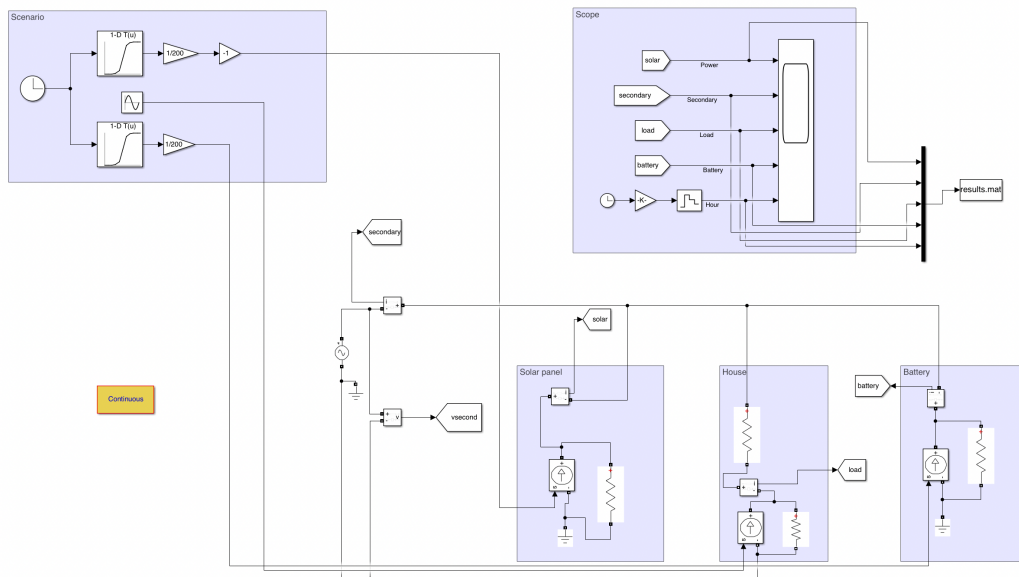 Scenario
1-D T(u)
1/200
-1
1-D T(u)
1/200
Scope
solar
Power
secondary
Secondary
load
Load
battery
Battery
-K-
Hour
results.mat
secondary
solar
Continuous
vsecond
Solar panel
House
load
Battery
battery